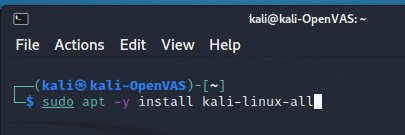 kali@kali-OpenVAS: ~
File Actions Edit View Help
(kali㉿kali-OpenVAS)-[~]
$ sudo apt -y install kali-linux-all